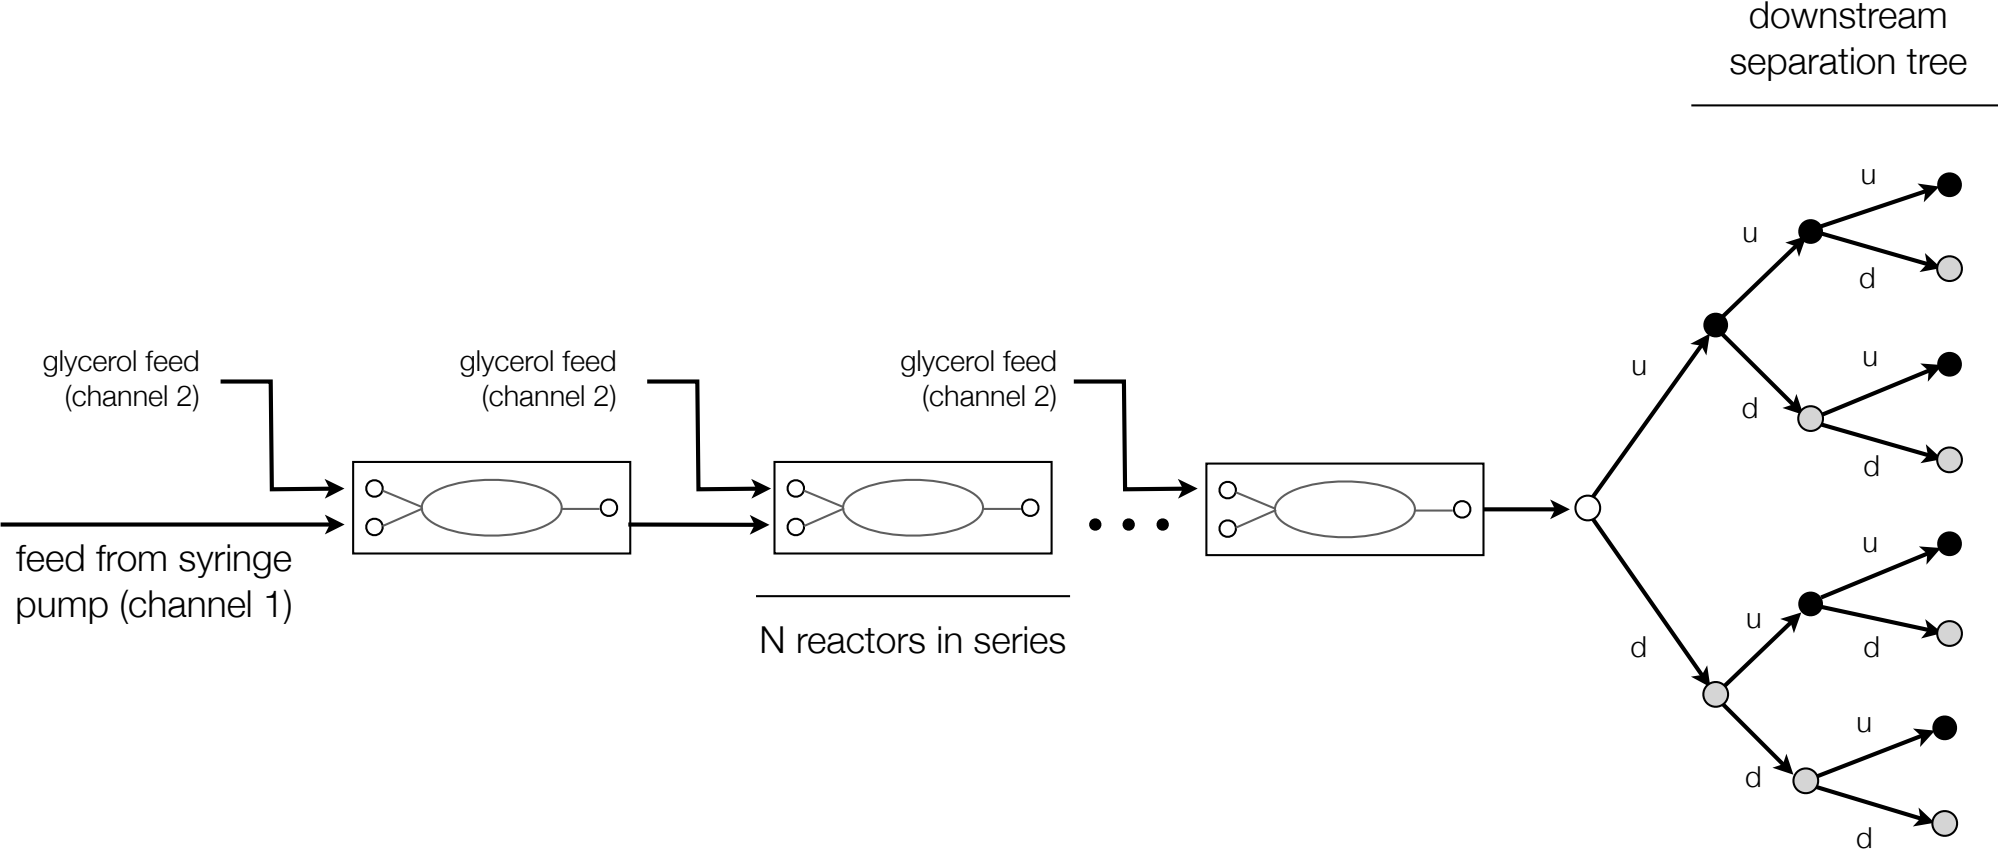 downstream
separation tree
u
u
d
u
u
d
u
d
glycerol feed
(channel 2)
glycerol feed
(channel 2)
glycerol feed
(channel 2)
feed from syringe
pump (channel 1)
N reactors in series
u
u
d
d
u
d
d